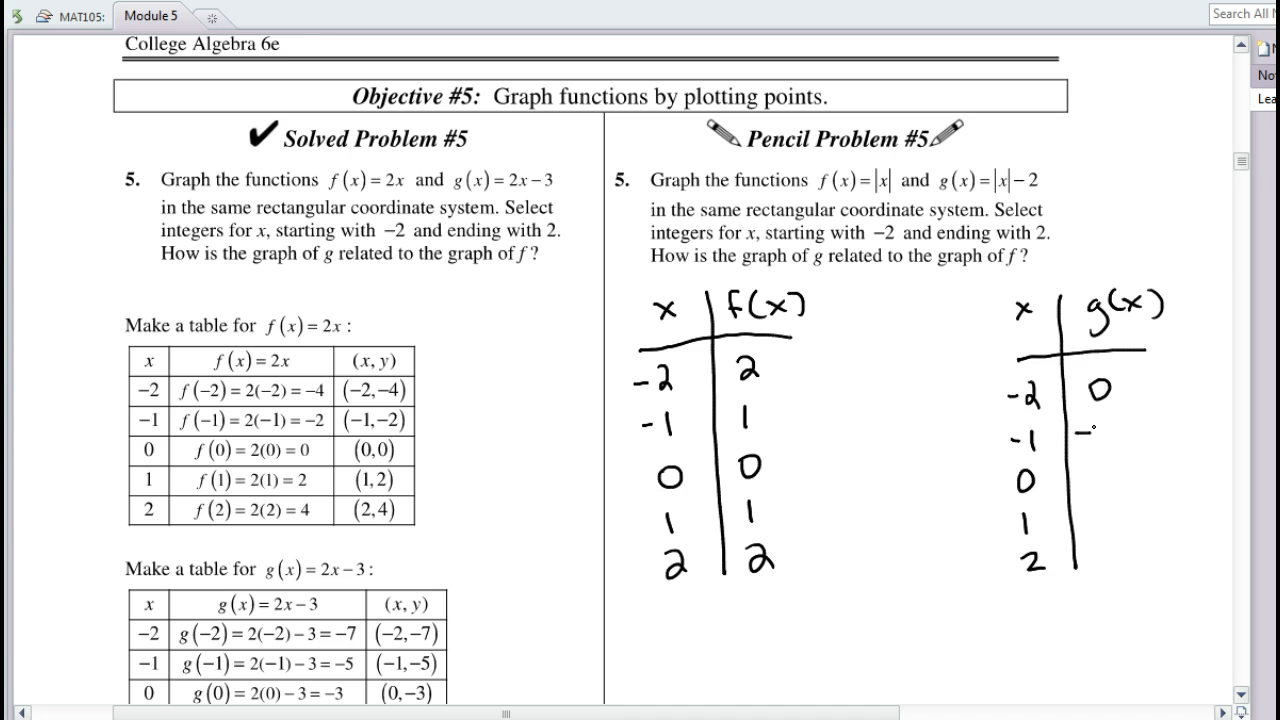 MAT105:
Module 5
Search All
College Algebra 6e
No
Lea
Objective #5: Graph functions by plotting points.
✔ Solved Problem #5
5. Graph the functions f(x) = 2x and g(x) = 2x − 3
in the same rectangular coordinate system. Select
integers for x, starting with −2 and ending with 2.
How is the graph of g related to the graph of f ?
Make a table for f(x) = 2x :
x f(x) = 2x (x, y)
−2 f(−2) = 2(−2) = −4 (−2,−4)
−1 f(−1) = 2(−1) = −2 (−1,−2)
0 f(0) = 2(0) = 0 (0,0)
1 f(1) = 2(1) = 2 (1,2)
2 f(2) = 2(2) = 4 (2,4)
Make a table for g(x) = 2x − 3 :
x g(x) = 2x − 3 (x, y)
−2 g(−2) = 2(−2) − 3 = −7 (−2,−7)
−1 g(−1) = 2(−1) − 3 = −5 (−1,−5)
0 g(0) = 2(0) − 3 = −3 (0,−3)
Pencil Problem #5
5. Graph the functions f(x) = |x| and g(x) = |x| − 2
in the same rectangular coordinate system. Select
integers for x, starting with −2 and ending with 2.
How is the graph of g related to the graph of f ?
x f(x)
-2 2
-1 1
0 0
1 1
2 2
x g(x)
-2 0
-1 -
0
1
2